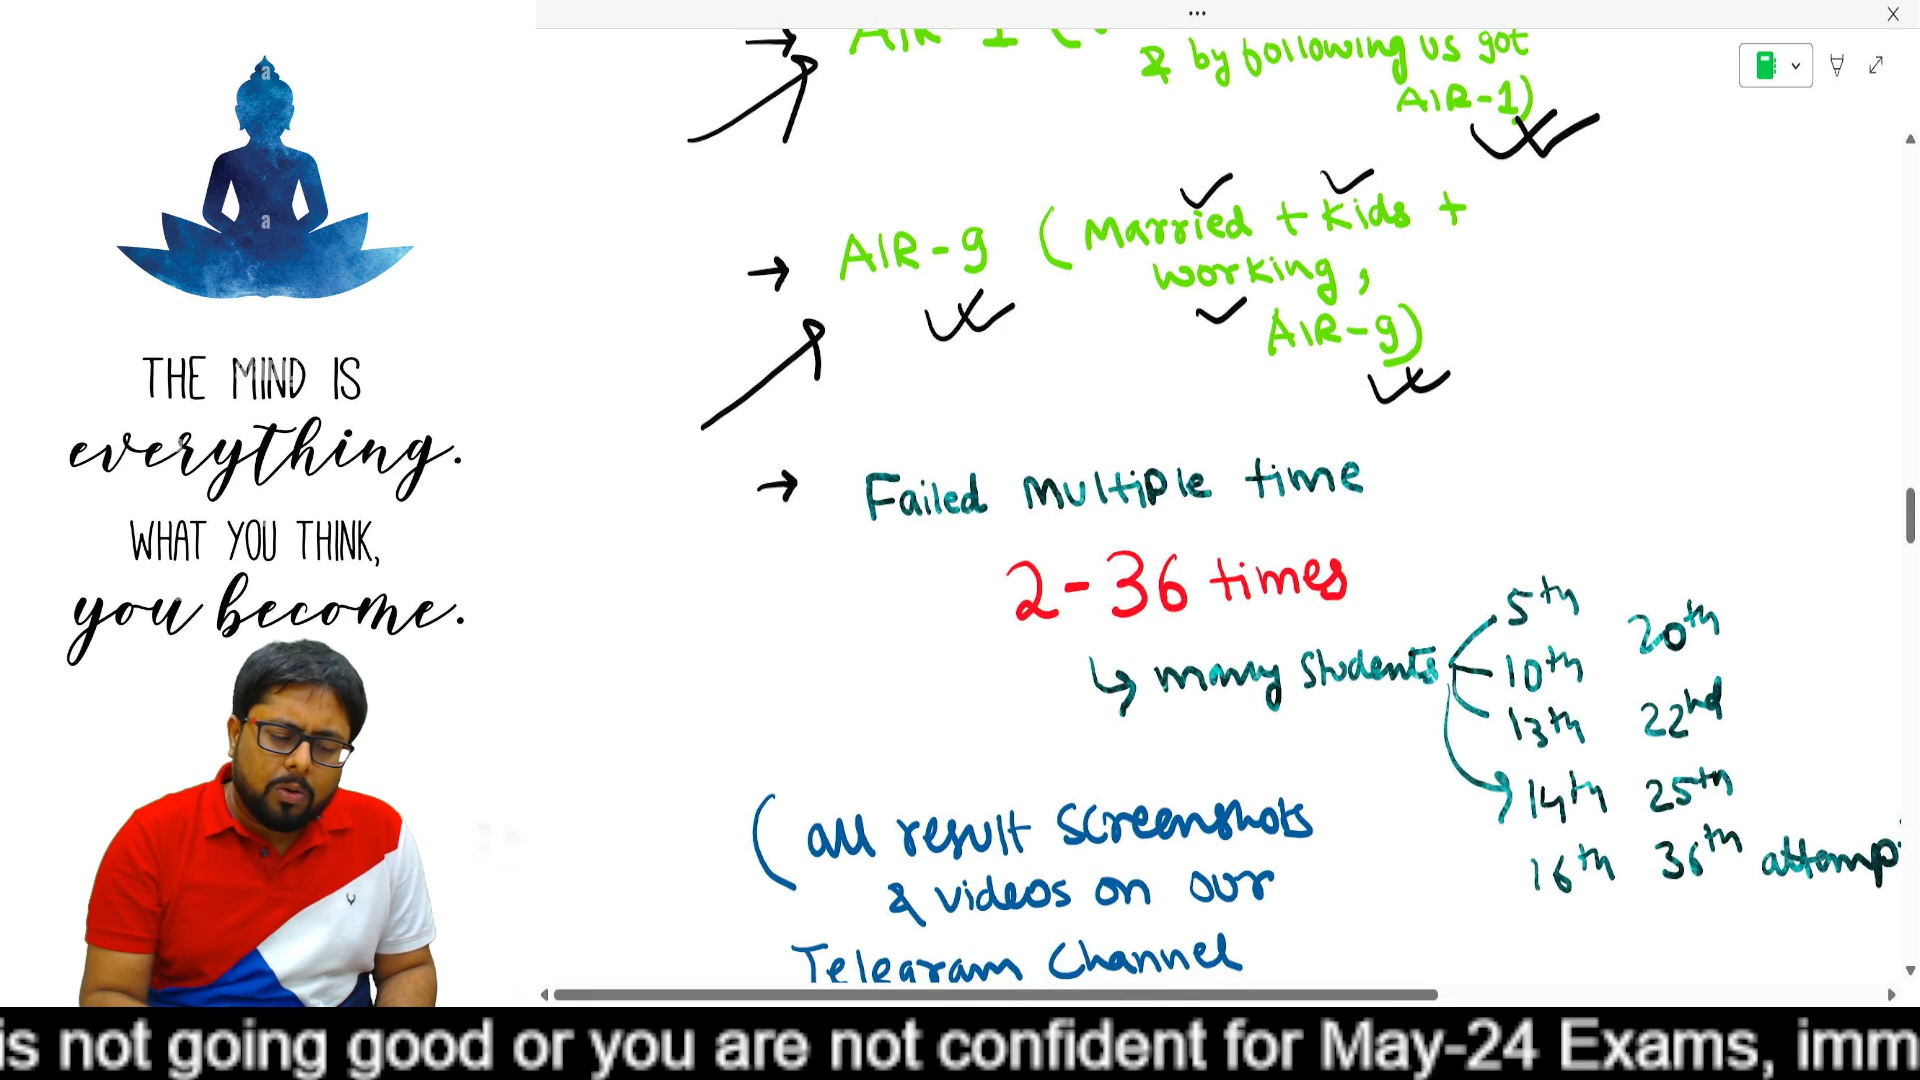 THE MIND IS
everything.
WHAT YOU THINK,
you become.
AIR-1 (
& by following us got
AIR-1)
→ AIR-9 (Married + Kids +
working,
AIR-9)
→ Failed multiple time
2-36 times
↳ many students
5th 20th
10th
13th 22nd
14th 25th
16th 36th attemp
(all result screenshots
& videos on our
Telegram Channel
is not going good or you are not confident for May-24 Exams, imm